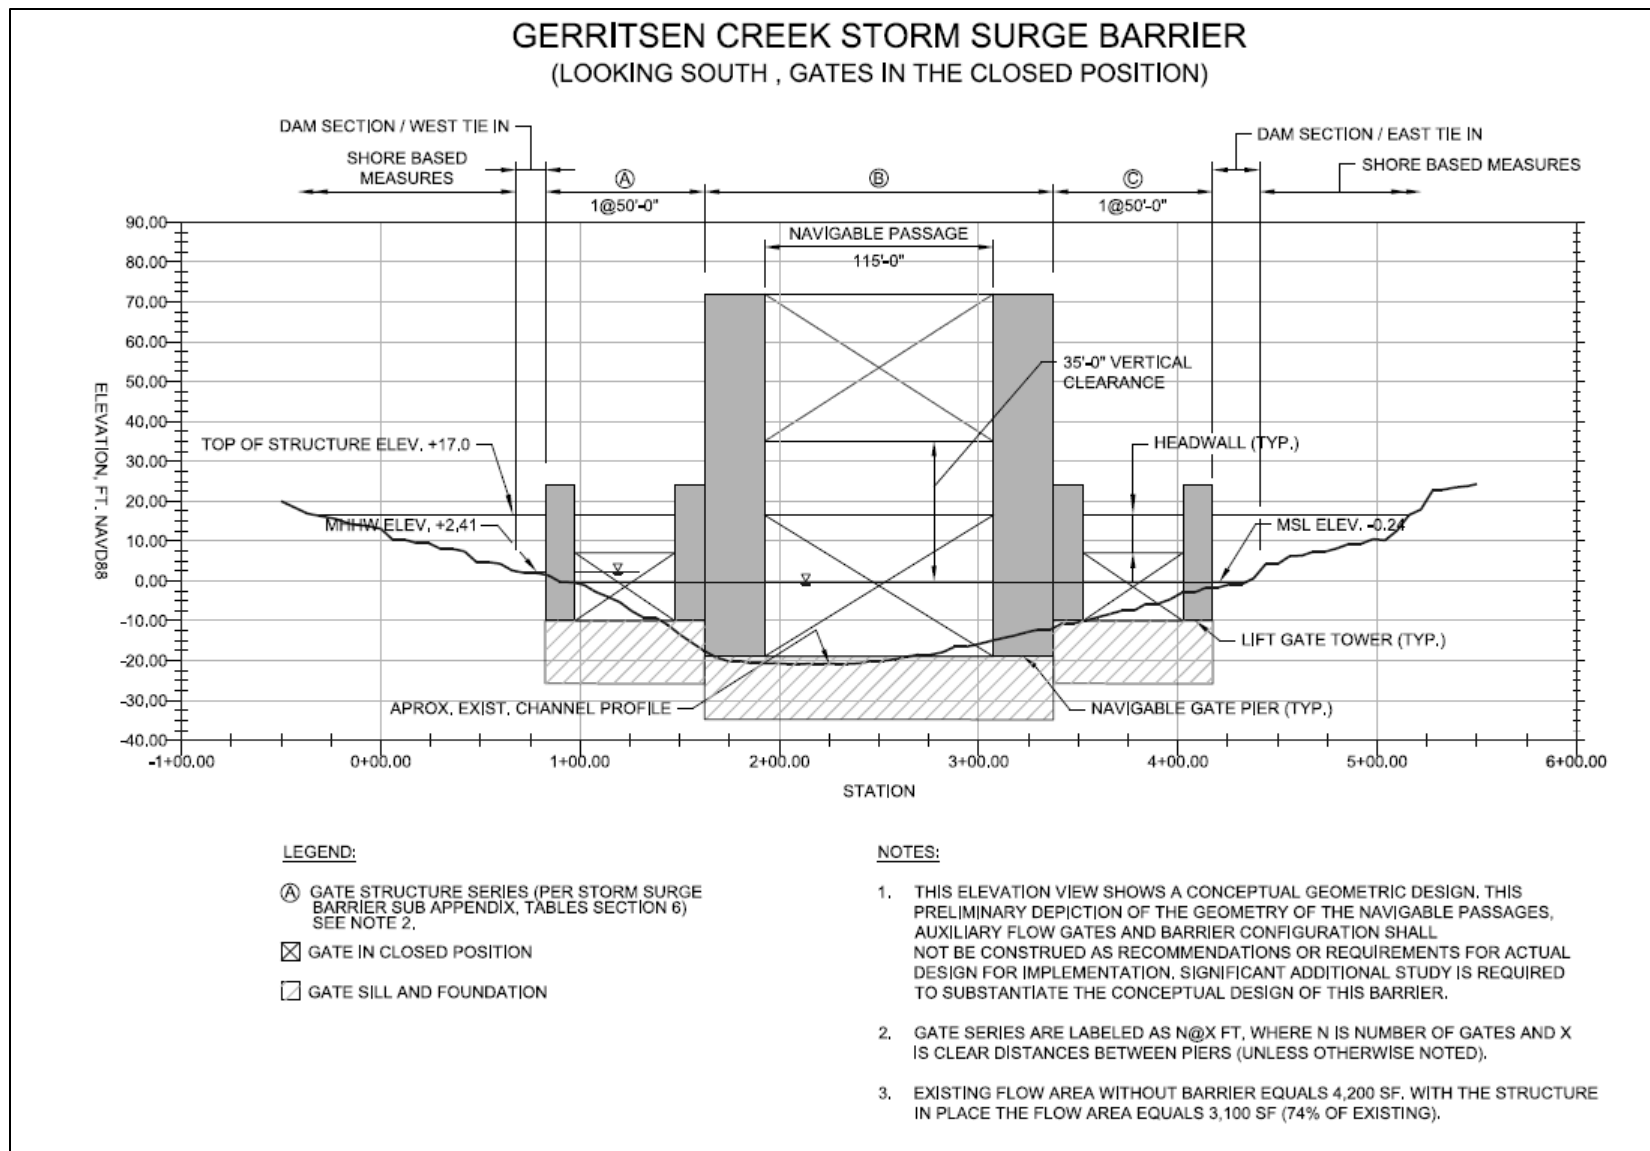 GERRITSEN CREEK STORM SURGE BARRIER
(LOOKING SOUTH , GATES IN THE CLOSED POSITION)
DAM SECTION / WEST TIE IN
DAM SECTION / EAST TIE IN
SHORE BASED
MEASURES
SHORE BASED MEASURES
A
B
C
1@50'-0"
1@50'-0"
NAVIGABLE PASSAGE
115'-0"
90.00
80.00
70.00
60.00
50.00
40.00
30.00
20.00
10.00
0.00
-10.00
-20.00
-30.00
-40.00
ELEVATION, FT. NAVD88
35'-0" VERTICAL
CLEARANCE
TOP OF STRUCTURE ELEV. +17.0
HEADWALL (TYP.)
MHHW ELEV. +2.41
MSL ELEV. -0.24
LIFT GATE TOWER (TYP.)
APROX. EXIST. CHANNEL PROFILE
NAVIGABLE GATE PIER (TYP.)
-1+00.00
0+00.00
1+00.00
2+00.00
3+00.00
4+00.00
5+00.00
6+00.00
STATION
LEGEND:
A GATE STRUCTURE SERIES (PER STORM SURGE
BARRIER SUB APPENDIX, TABLES SECTION 6)
SEE NOTE 2.
GATE IN CLOSED POSITION
GATE SILL AND FOUNDATION
NOTES:
1. THIS ELEVATION VIEW SHOWS A CONCEPTUAL GEOMETRIC DESIGN. THIS
PRELIMINARY DEPICTION OF THE GEOMETRY OF THE NAVIGABLE PASSAGES,
AUXILIARY FLOW GATES AND BARRIER CONFIGURATION SHALL
NOT BE CONSTRUED AS RECOMMENDATIONS OR REQUIREMENTS FOR ACTUAL
DESIGN FOR IMPLEMENTATION. SIGNIFICANT ADDITIONAL STUDY IS REQUIRED
TO SUBSTANTIATE THE CONCEPTUAL DESIGN OF THIS BARRIER.
2. GATE SERIES ARE LABELED AS N@X FT, WHERE N IS NUMBER OF GATES AND X
IS CLEAR DISTANCES BETWEEN PIERS (UNLESS OTHERWISE NOTED).
3. EXISTING FLOW AREA WITHOUT BARRIER EQUALS 4,200 SF. WITH THE STRUCTURE
IN PLACE THE FLOW AREA EQUALS 3,100 SF (74% OF EXISTING).